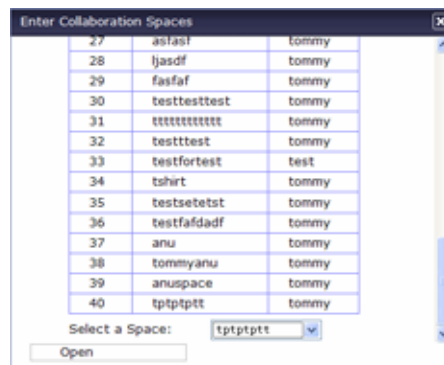 Enter Collaboration Spaces
27 asfasf tommy
28 ljasdf tommy
29 fasfaf tommy
30 testtesttest tommy
31 tttttttttttt tommy
32 testttest tommy
33 testfortest test
34 tshirt tommy
35 testsetetst tommy
36 testfafdadf tommy
37 anu tommy
38 tommyanu tommy
39 anuspace tommy
40 tptptptt tommy
Select a Space: tptptptt
Open